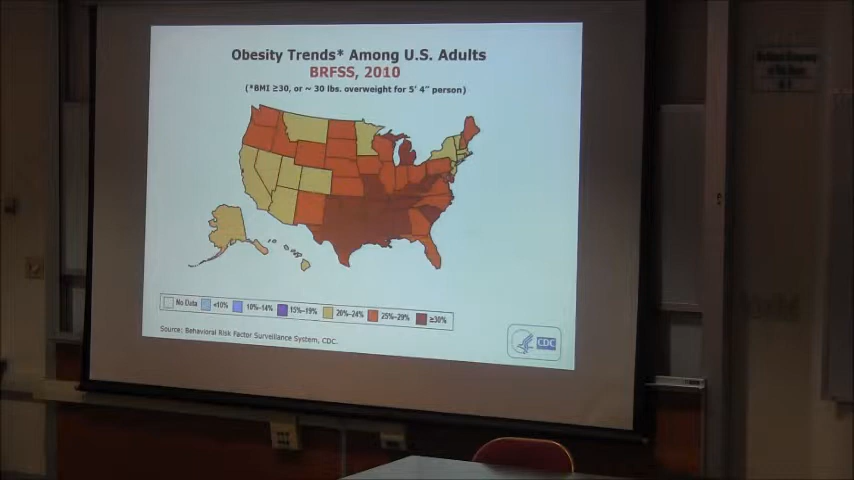 Obesity Trends* Among U.S. Adults
BRFSS, 2010
(*BMI ≥30, or ~ 30 lbs. overweight for 5' 4" person)
No Data <10% 10%–14% 15%–19% 20%–24% 25%–29% ≥30%
Source: Behavioral Risk Factor Surveillance System, CDC.
CDC